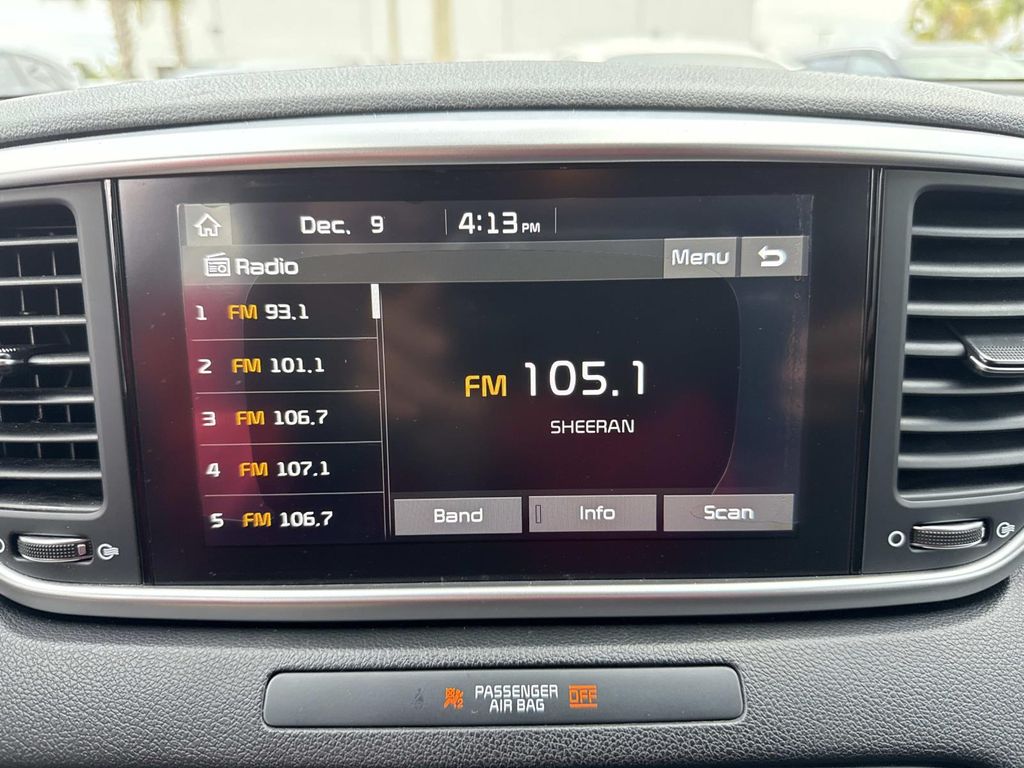 Dec. 9 4:13 PM
Radio Menu
1 FM 93.1
2 FM 101.1
3 FM 106.7
4 FM 107.1
5 FM 106.7
FM 105.1
SHEERAN
Band Info Scan
PASSENGER
AIR BAG OFF